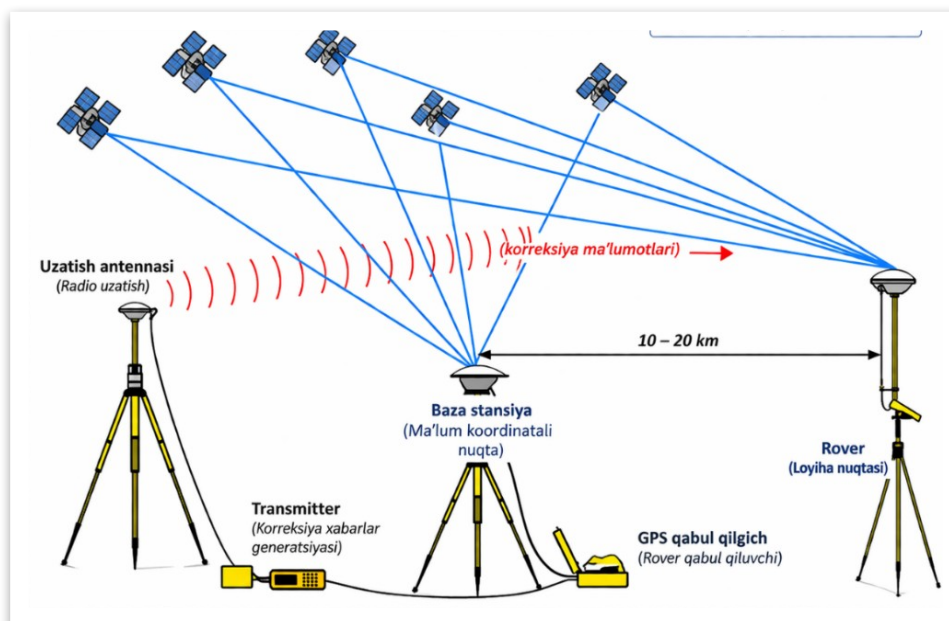 (korreksiya ma'lumotlari)
Uzatish antennasi
(Radio uzatish)
10 – 20 km
Baza stansiya
(Ma'lum koordinatali
nuqta)
Rover
(Loyiha nuqtasi)
Transmitter
(Korreksiya xabarlar
generatsiyasi)
GPS qabul qilgich
(Rover qabul qiluvchi)